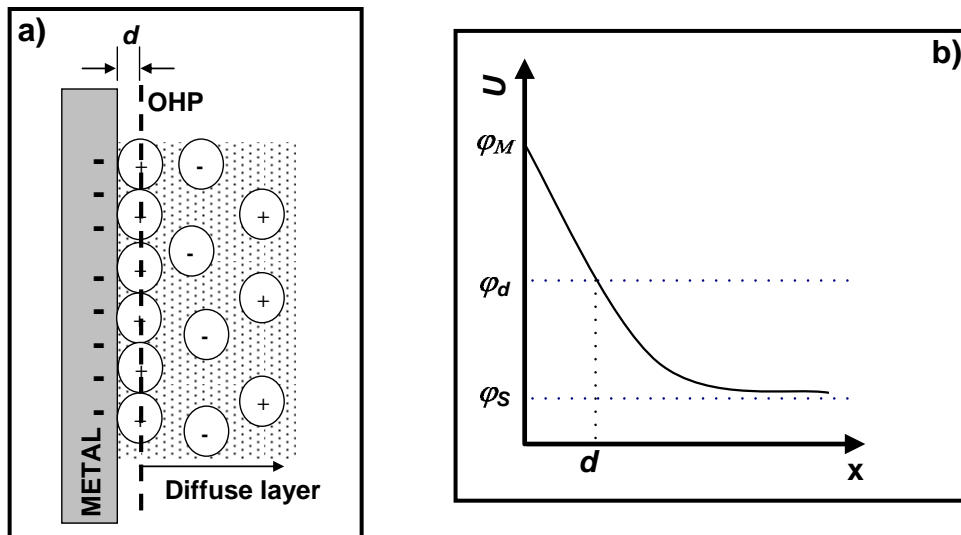 a)
d
OHP
METAL
- - - - - - -
+ + + + + +
- - - -
+ + +
Diffuse layer
b)
U
φM
φd
φS
d
x